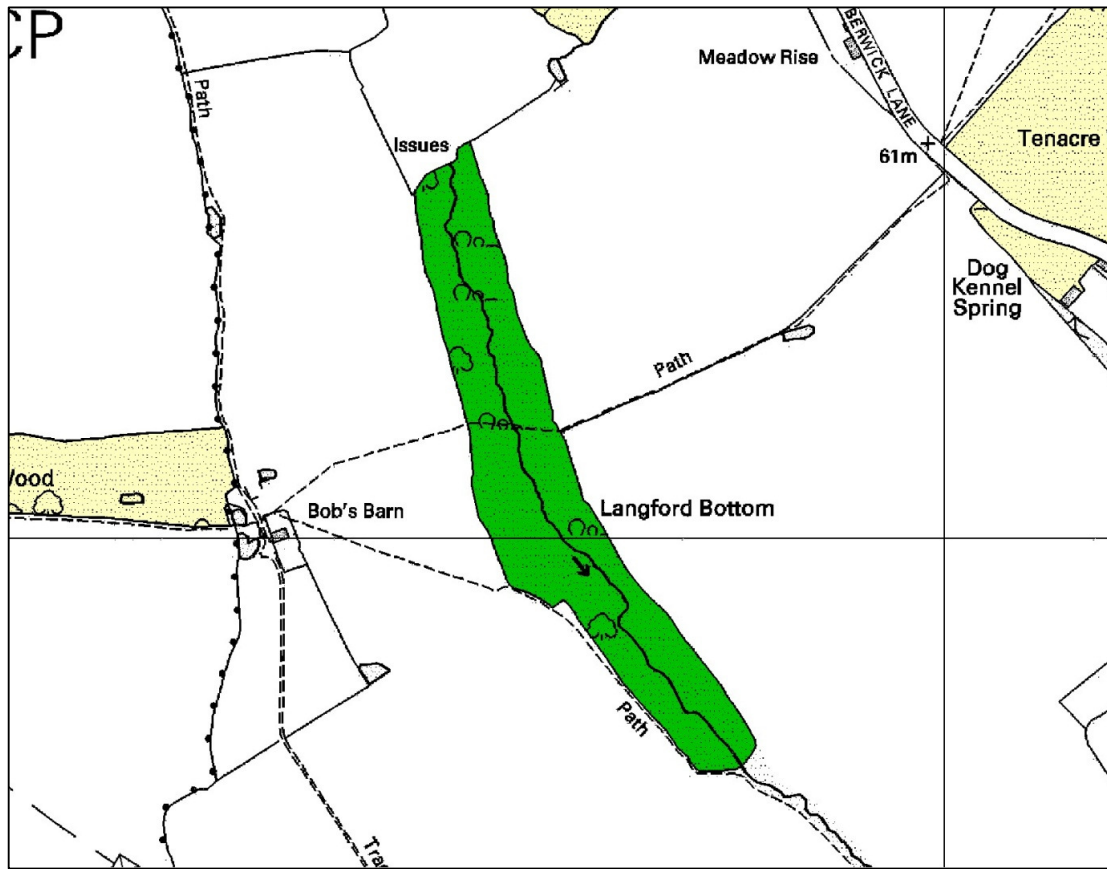 CP
Path
Meadow Rise
BERWICK LANE
61m
Tenacre
Issues
Dog
Kennel
Spring
Path
Wood
Bob's Barn
Langford Bottom
Path
Trac